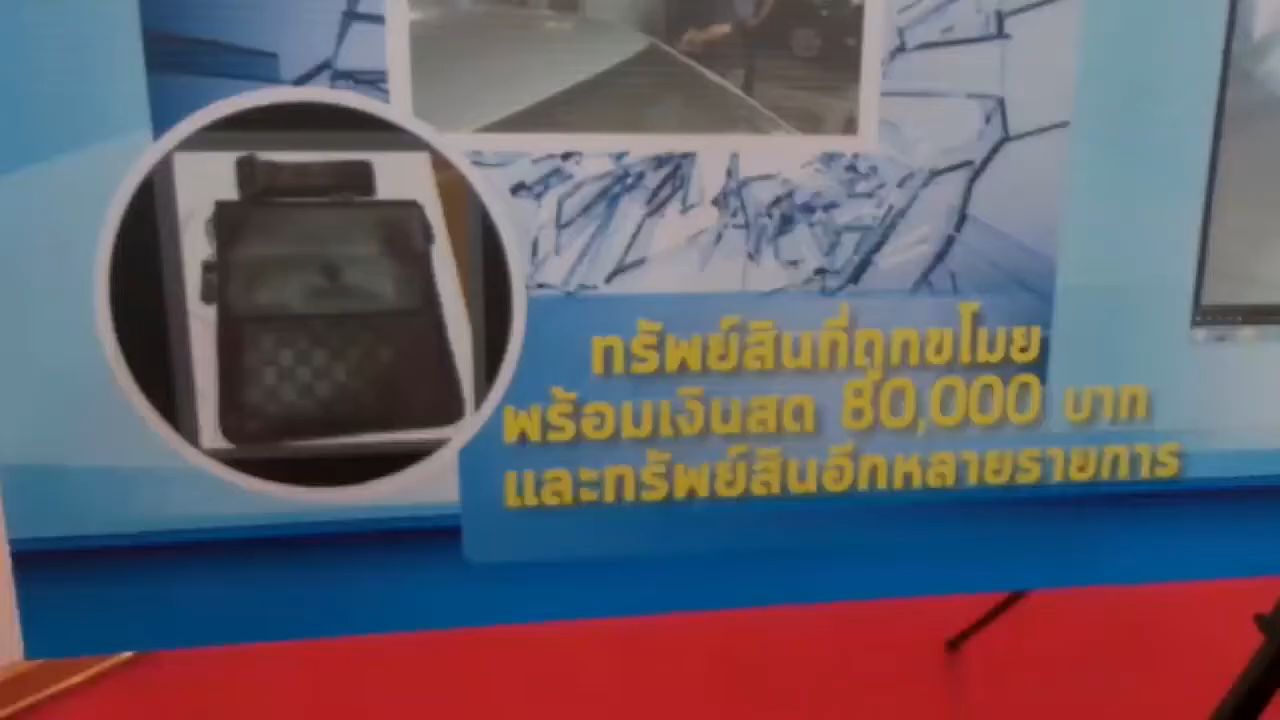 ทรัพย์สินที่ถูกขโมย
พร้อมเงินสด 80,000 บาท
และทรัพย์สินอีกหลายรายการ